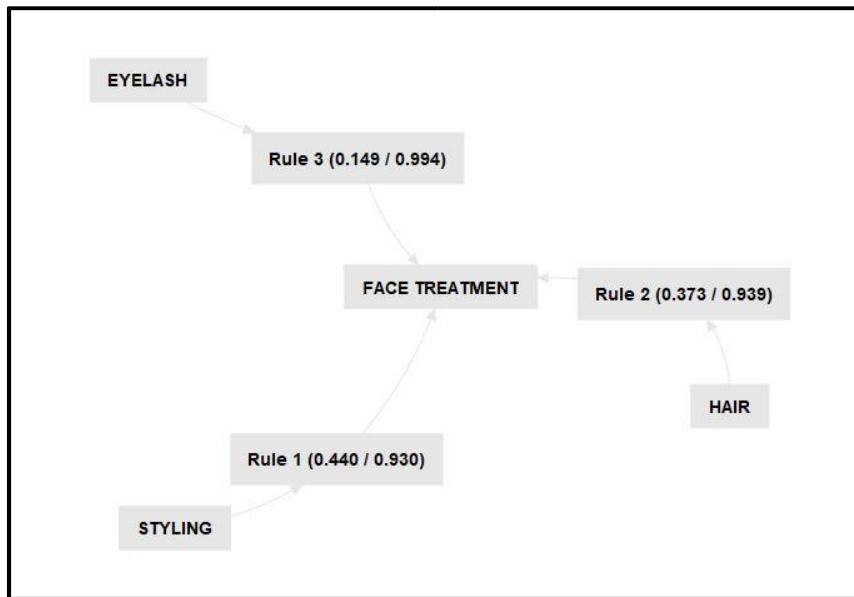 EYELASH
Rule 3 (0.149 / 0.994)
FACE TREATMENT
Rule 2 (0.373 / 0.939)
HAIR
Rule 1 (0.440 / 0.930)
STYLING